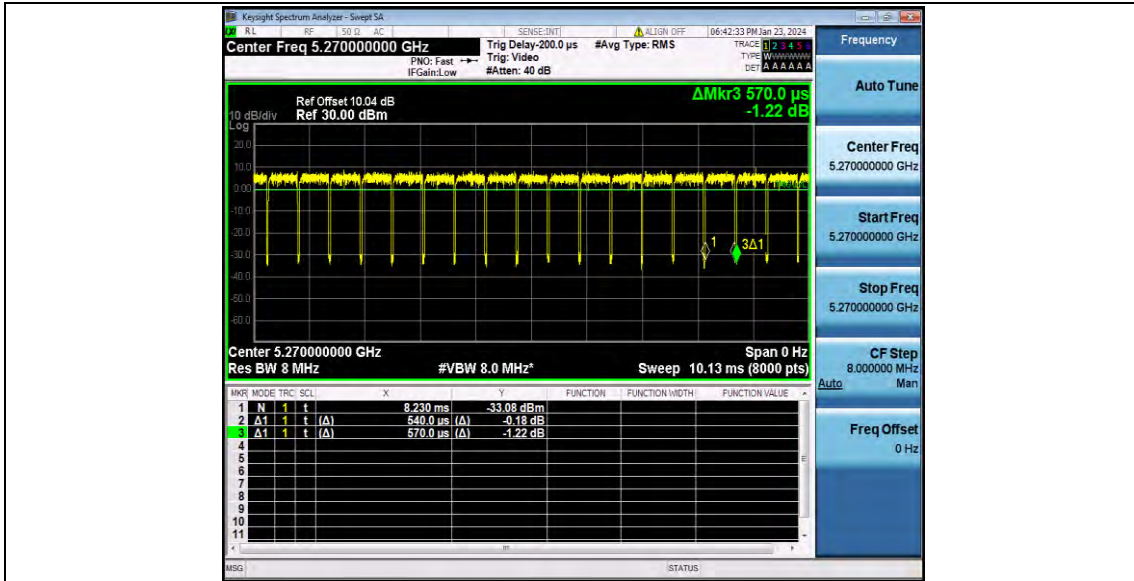 Keysight Spectrum Analyzer - Swept SA
RL RF 50 Ω AC SENSE:INT ALIGN OFF 06:42:33 PM Jan 23, 2024
Center Freq 5.270000000 GHz Trig Delay-200.0 µs #Avg Type: RMS TRACE 1 2 3 4 5 6
PNO: Fast Trig: Video TYPE W
IFGain:Low #Atten: 40 dB DET A A A A A A
ΔMkr3 570.0 µs
Ref Offset 10.04 dB
10 dB/div Ref 30.00 dBm -1.22 dB
Log
20.0
10.0
0.00
-10.0
-20.0
-30.0
-40.0
-50.0
-60.0
1
3Δ1
Center 5.270000000 GHz Span 0 Hz
Res BW 8 MHz #VBW 8.0 MHz* Sweep 10.13 ms (8000 pts)
MKR MODE TRC SCL X Y FUNCTION FUNCTION WIDTH FUNCTION VALUE
1 N 1 t 8.230 ms -33.08 dBm
2 Δ1 1 t (Δ) 540.0 µs (Δ) -0.18 dB
3 Δ1 1 t (Δ) 570.0 µs (Δ) -1.22 dB
4
5
6
7
8
9
10
11
MSG STATUS
Frequency
Auto Tune
Center Freq
5.270000000 GHz
Start Freq
5.270000000 GHz
Stop Freq
5.270000000 GHz
CF Step
8.000000 MHz
Auto Man
Freq Offset
0 Hz